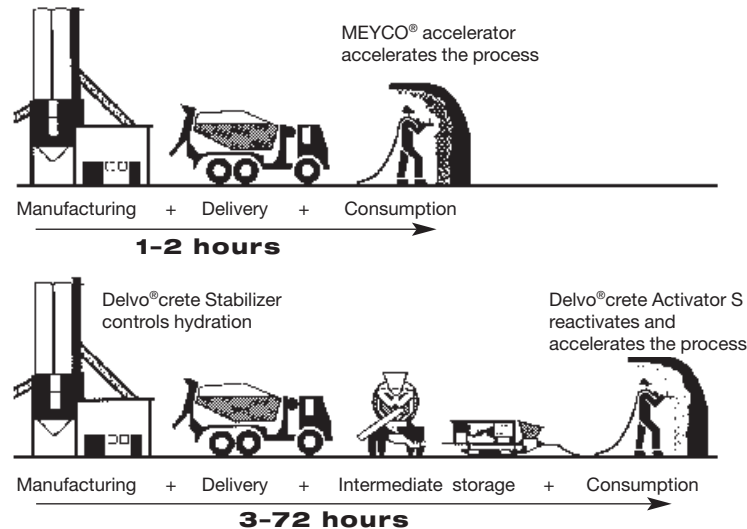 MEYCO® accelerator
accelerates the process
Manufacturing + Delivery + Consumption
1-2 hours
Delvo®crete Stabilizer
controls hydration
Delvo®crete Activator S
reactivates and
accelerates the process
Manufacturing + Delivery + Intermediate storage + Consumption
3-72 hours